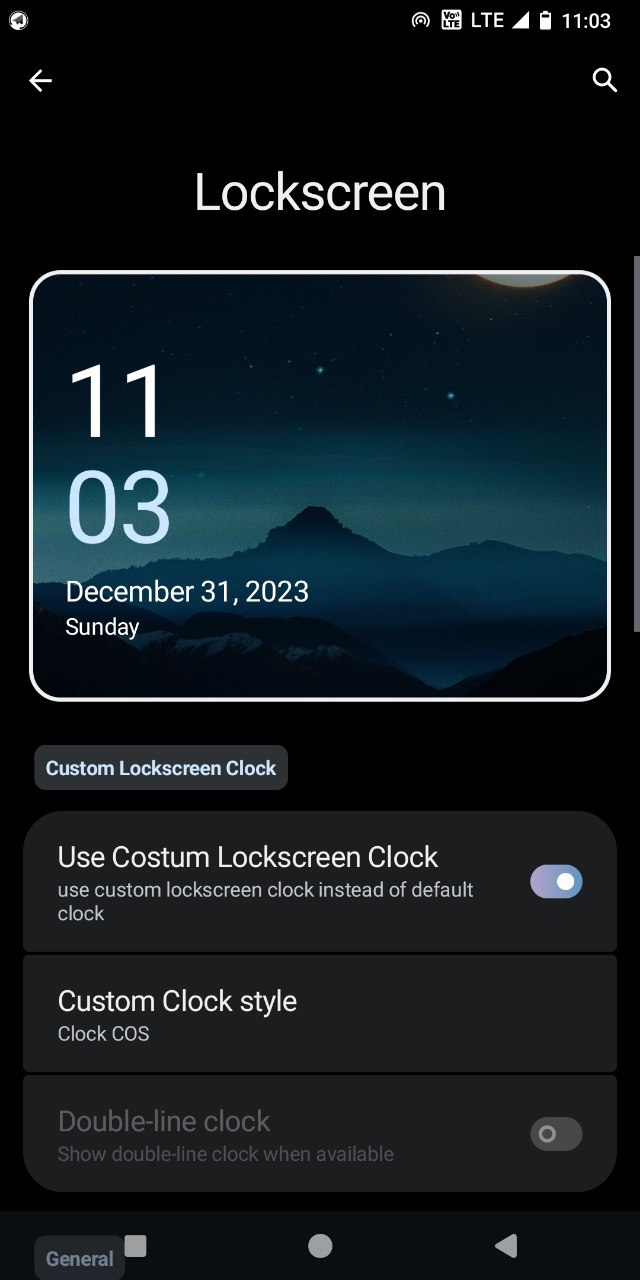 Vo)) LTE LTE 11:03
Lockscreen
11
03
December 31, 2023
Sunday
Custom Lockscreen Clock
Use Costum Lockscreen Clock
use custom lockscreen clock instead of default
clock
Custom Clock style
Clock COS
Double-line clock
Show double-line clock when available
General